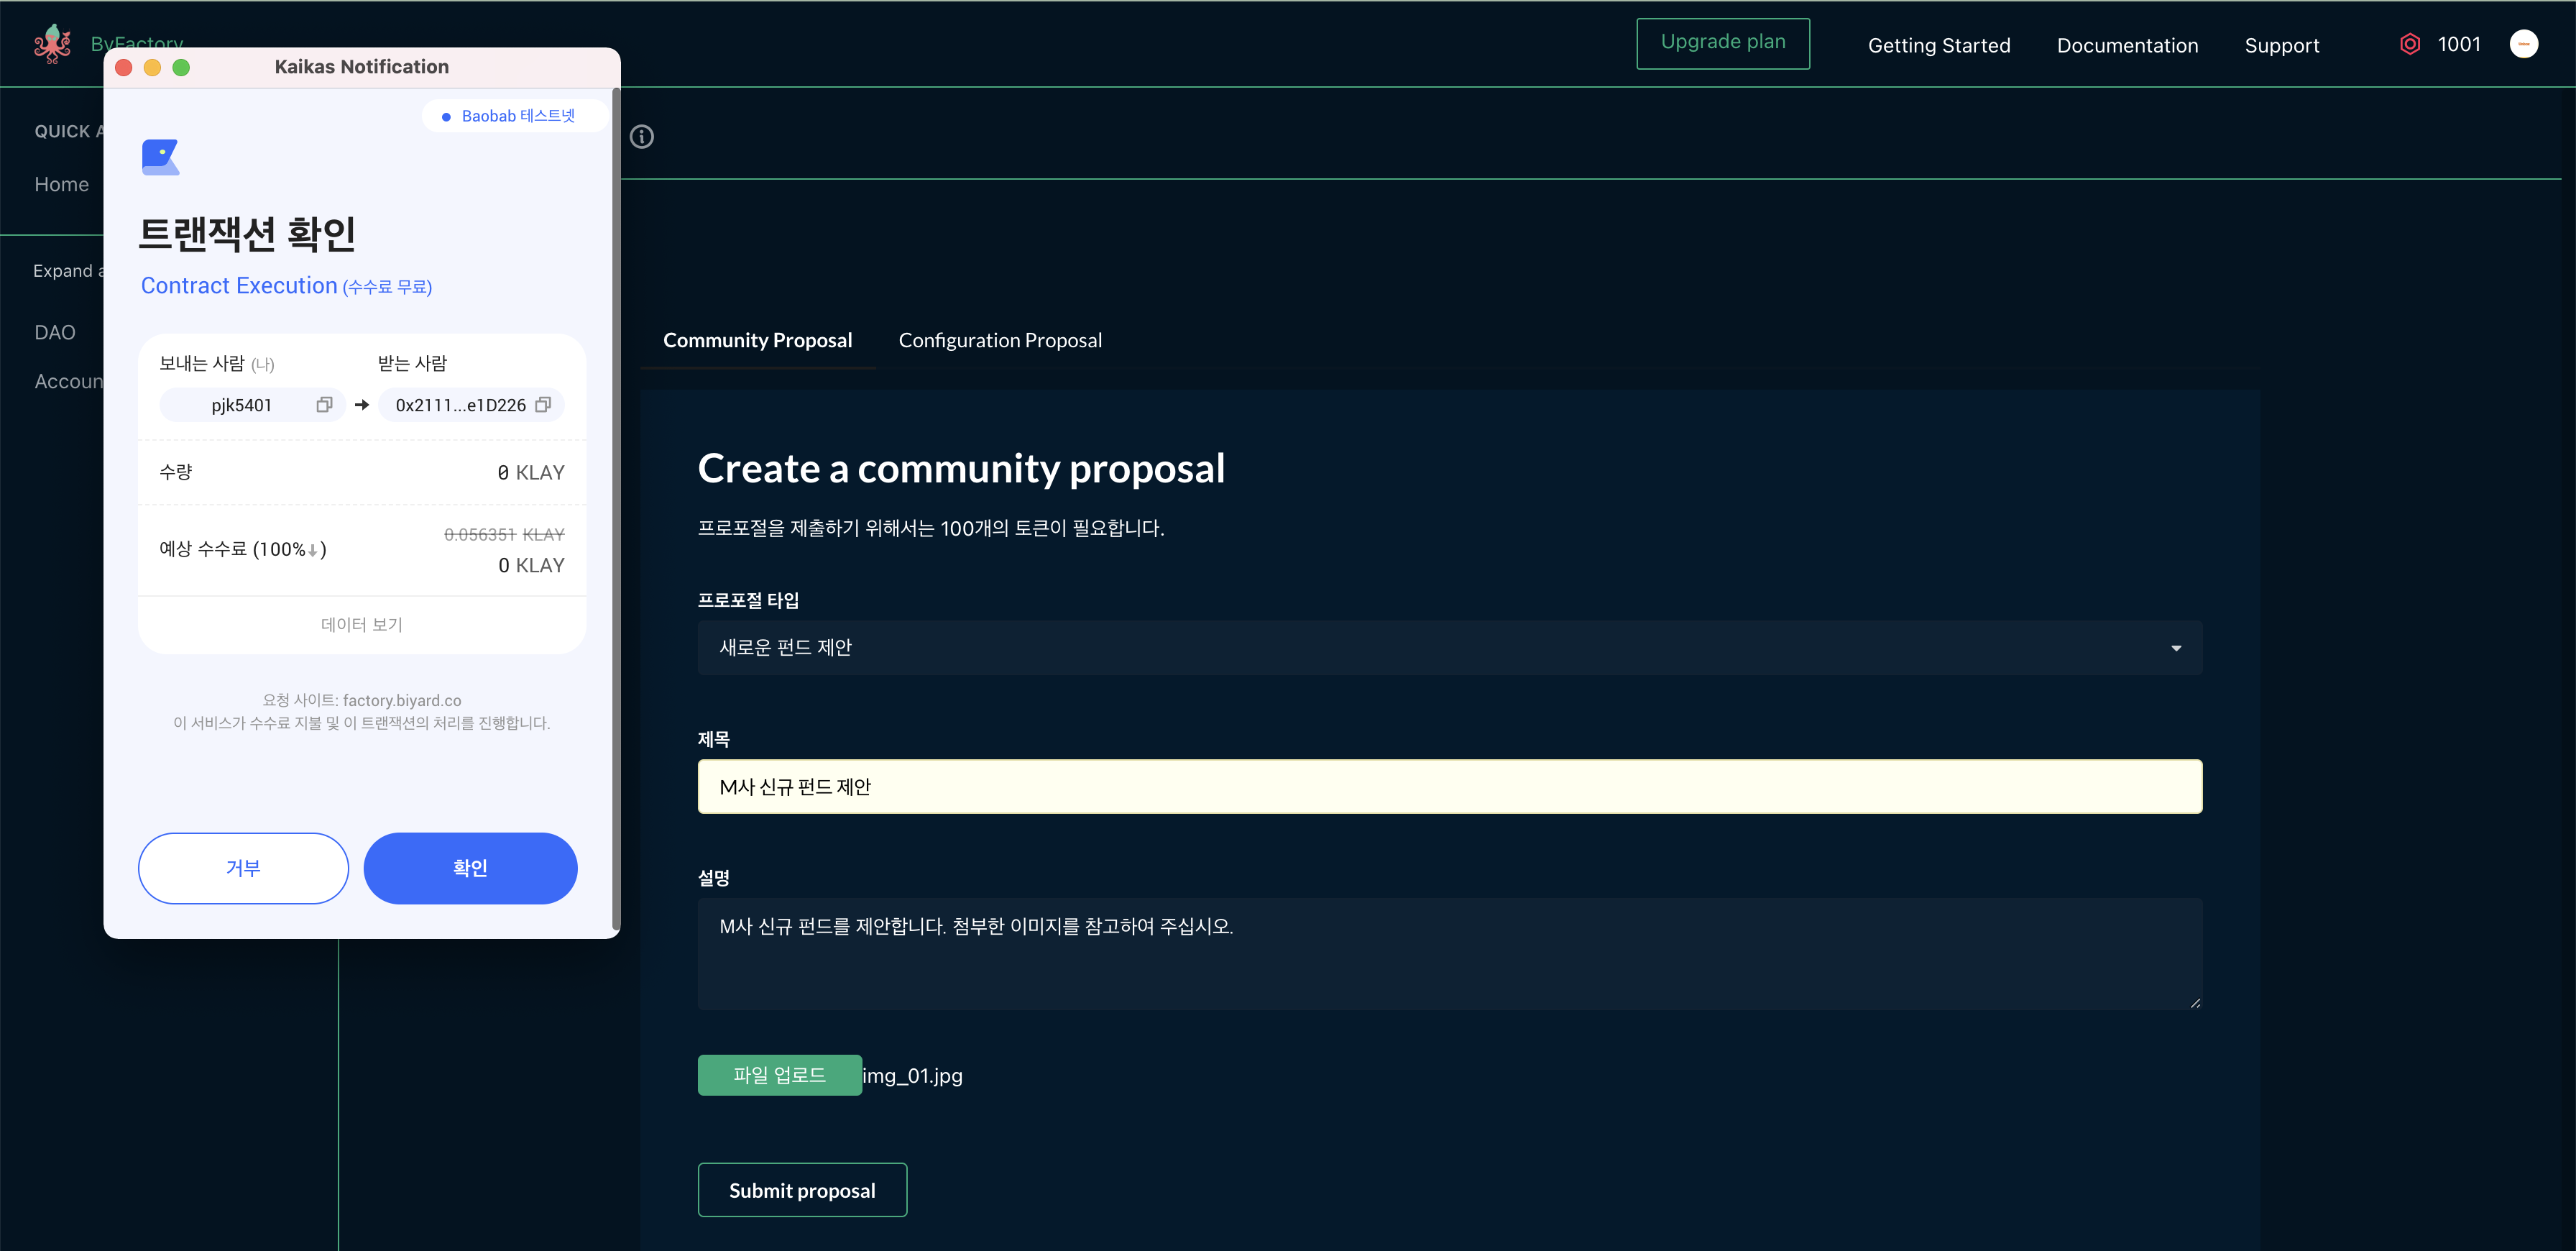 ByFactory
Upgrade plan
Getting Started
Documentation
Support
1001
QUICK
Home
Expand
DAO
Kaikas Notification
Baobab 테스트넷
트랜잭션 확인
Contract Execution (수수료 무료)
보내는 사람 (나)
받는 사람
pjk5401
0x2111...e1D226
수량
0 KLAY
예상 수수료 (100%↓)
0.056351 KLAY
0 KLAY
데이터 보기
요청 사이트: factory.biyard.co
이 서비스가 수수료 지불 및 이 트랜잭션의 처리를 진행합니다.
거부
확인
Community Proposal
Configuration Proposal
Create a community proposal
프로포절을 제출하기 위해서는 100개의 토큰이 필요합니다.
프로포절 타입
새로운 펀드 제안
제목
M사 신규 펀드 제안
설명
M사 신규 펀드를 제안합니다. 첨부한 이미지를 참고하여 주십시오.
파일 업로드 img_01.jpg
Submit proposal